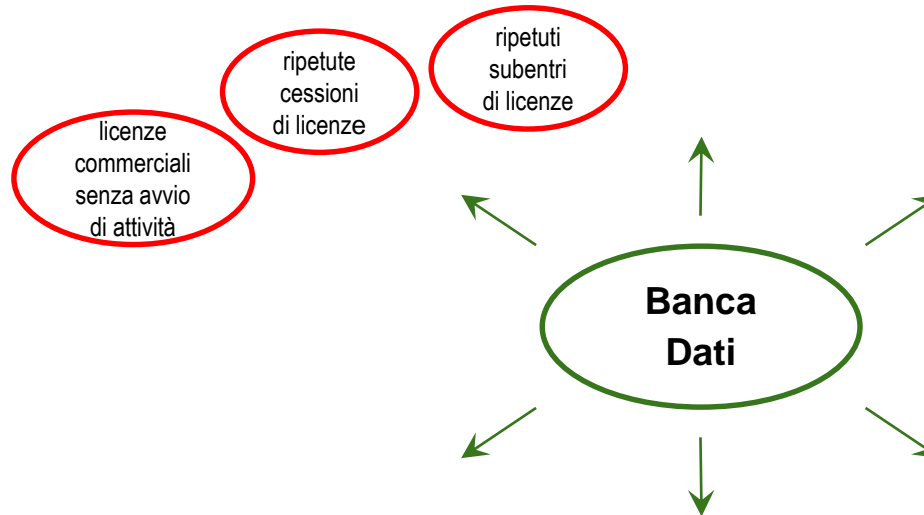 ripetuti
subentri
di licenze
ripetute
cessioni
di licenze
licenze
commerciali
senza avvio
di attività
Banca
Dati